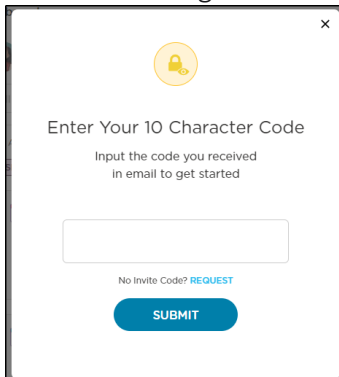 ×
Enter Your 10 Character Code
Input the code you received
in email to get started
No Invite Code? REQUEST
SUBMIT